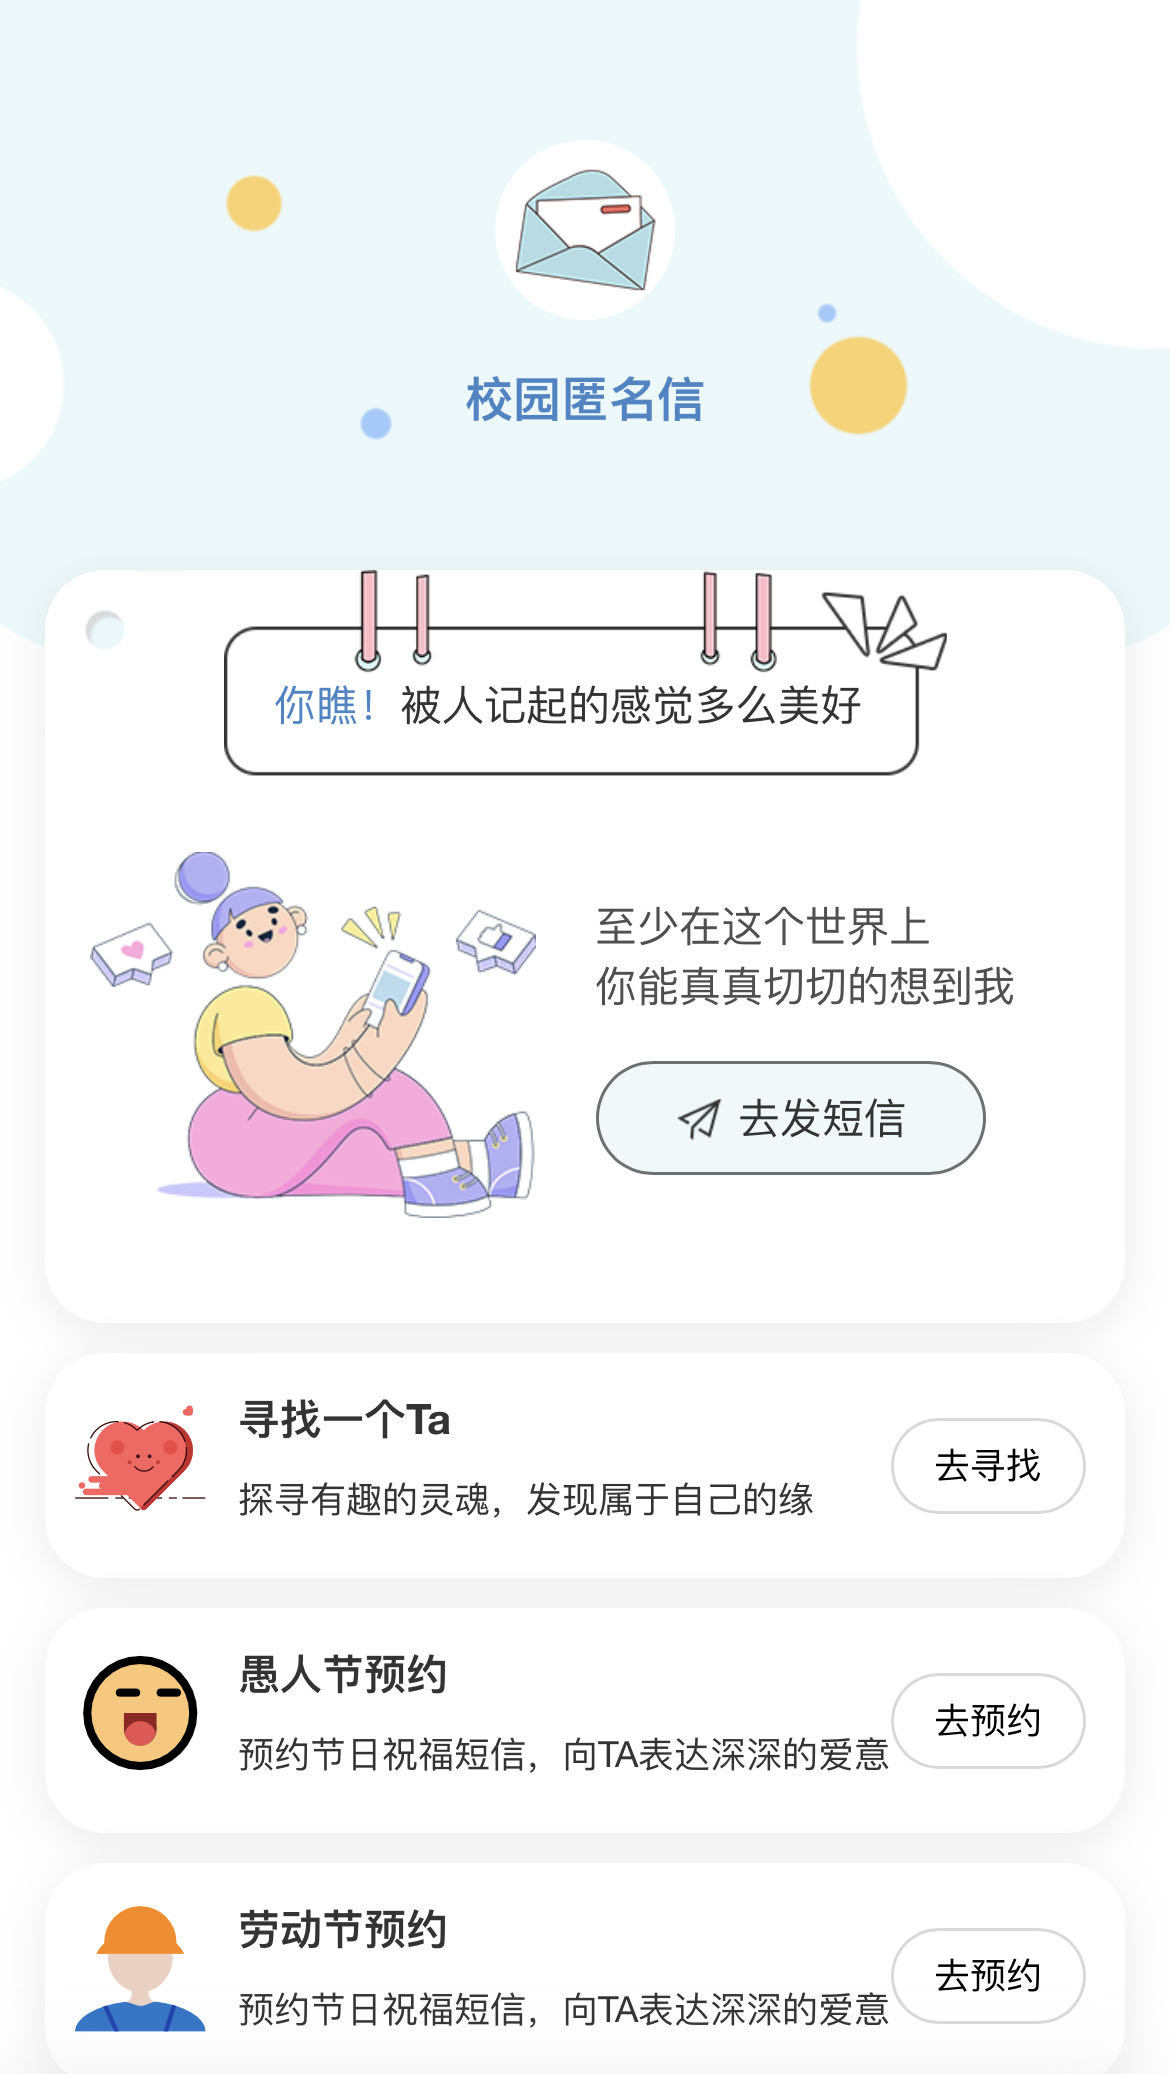 校园匿名信
你瞧！被人记起的感觉多么美好
至少在这个世界上
你能真真切切的想到我
去发短信
寻找一个Ta
探寻有趣的灵魂，发现属于自己的缘
去寻找
愚人节预约
预约节日祝福短信，向TA表达深深的爱意
去预约
劳动节预约
预约节日祝福短信，向TA表达深深的爱意
去预约